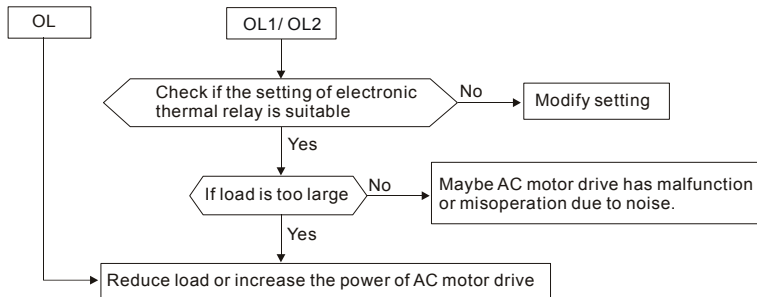 OL
OL1/ OL2
Check if the setting of electronic
thermal relay is suitable
No
Modify setting
Yes
If load is too large
No
Maybe AC motor drive has malfunction
or misoperation due to noise.
Yes
Reduce load or increase the power of AC motor drive